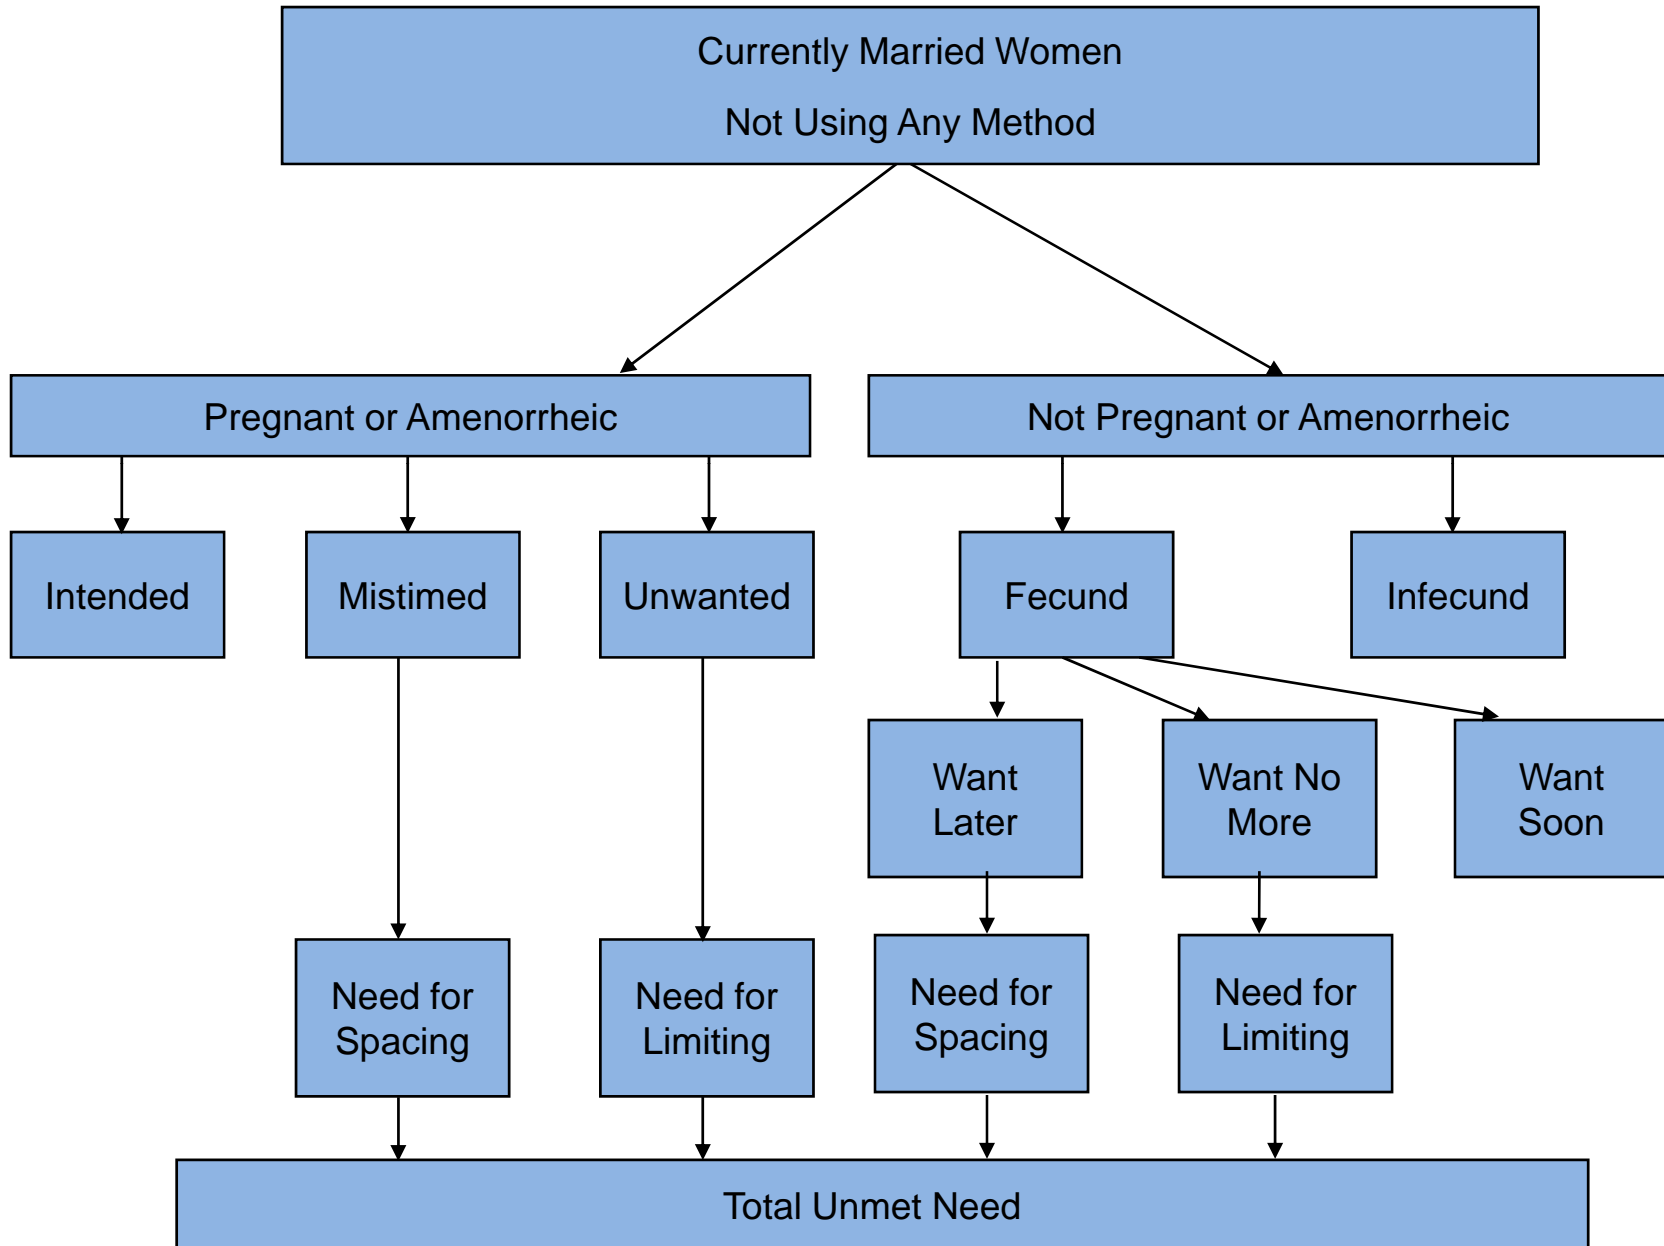 Currently Married Women
Not Using Any Method
Pregnant or Amenorrheic
Not Pregnant or Amenorrheic
Intended
Mistimed
Unwanted
Fecund
Infecund
Want
Later
Want No
More
Want
Soon
Need for
Spacing
Need for
Limiting
Need for
Spacing
Need for
Limiting
Total Unmet Need